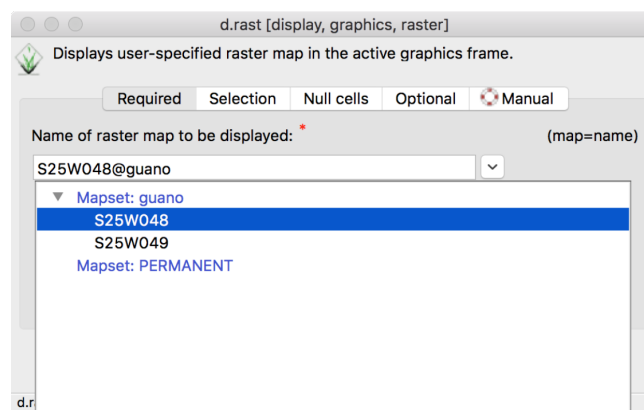 d.rast [display, graphics, raster]
Displays user-specified raster map in the active graphics frame.
Required Selection Null cells Optional Manual
Name of raster map to be displayed: * (map=name)
S25W048@guano
Mapset: guano
S25W048
S25W049
Mapset: PERMANENT